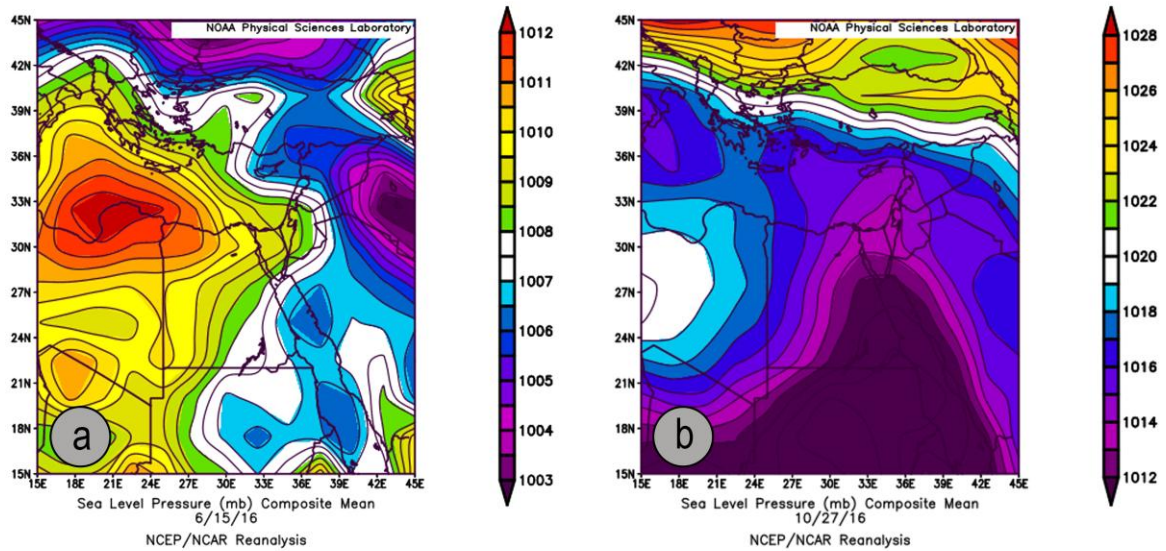 NOAA Physical Sciences Laboratory
45N
42N
39N
36N
33N
30N
27N
24N
21N
18N
15N
15E 18E 21E 24E 27E 30E 33E 36E 39E 42E 45E
1012
1011
1010
1009
1008
1007
1006
1005
1004
1003
a
Sea Level Pressure (mb) Composite Mean
6/15/16
NCEP/NCAR Reanalysis
NOAA Physical Sciences Laboratory
45N
42N
39N
36N
33N
30N
27N
24N
21N
18N
15N
15E 18E 21E 24E 27E 30E 33E 36E 39E 42E 45E
1028
1026
1024
1022
1020
1018
1016
1014
1012
b
Sea Level Pressure (mb) Composite Mean
10/27/16
NCEP/NCAR Reanalysis